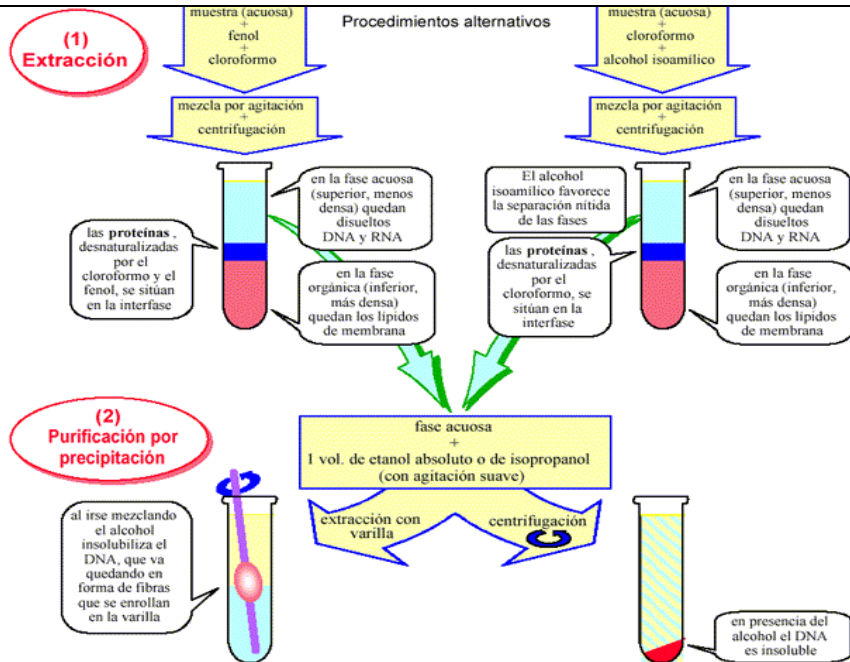 Procedimientos alternativos
(1)
Extracción
muestra (acuosa)
+
fenol
+
cloroformo
mezcla por agitación
+
centrifugación
en la fase acuosa
(superior, menos
densa) quedan
disueltos
DNA y RNA
las proteínas ,
desnaturalizadas
por el
cloroformo y el
fenol, se sitúan
en la interfase
en la fase
orgánica (inferior,
más densa)
quedan los lípidos
de membrana
muestra (acuosa)
+
cloroformo
+
alcohol isoamílico
mezcla por agitación
+
centrifugación
El alcohol
isoamílico favorece
la separación nítida
de las fases
en la fase acuosa
(superior, menos
densa) quedan
disueltos
DNA y RNA
las proteínas ,
desnaturalizadas
por el
cloroformo, se
sitúan en la
interfase
en la fase
orgánica (inferior,
más densa)
quedan los lípidos
de membrana
(2)
Purificación por
precipitación
fase acuosa
+
1 vol. de etanol absoluto o de isopropanol
(con agitación suave)
extracción con
varilla
centrifugación
al irse mezclando
el alcohol
insolubiliza el
DNA, que va
quedando en
forma de fibras
que se enrollan
en la varilla
en presencia del
alcohol el DNA
es insoluble